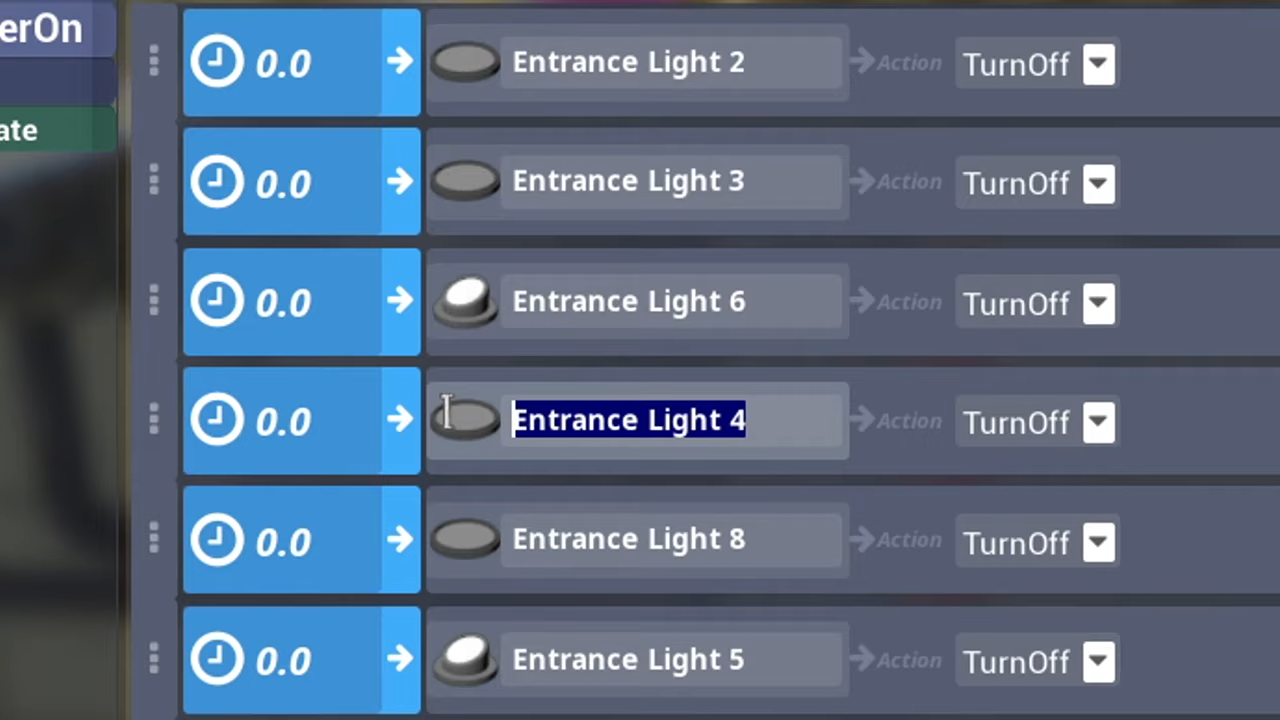 erOn
ate
0.0 Entrance Light 2 Action TurnOff
0.0 Entrance Light 3 Action TurnOff
0.0 Entrance Light 6 Action TurnOff
0.0 Entrance Light 4 Action TurnOff
0.0 Entrance Light 8 Action TurnOff
0.0 Entrance Light 5 Action TurnOff